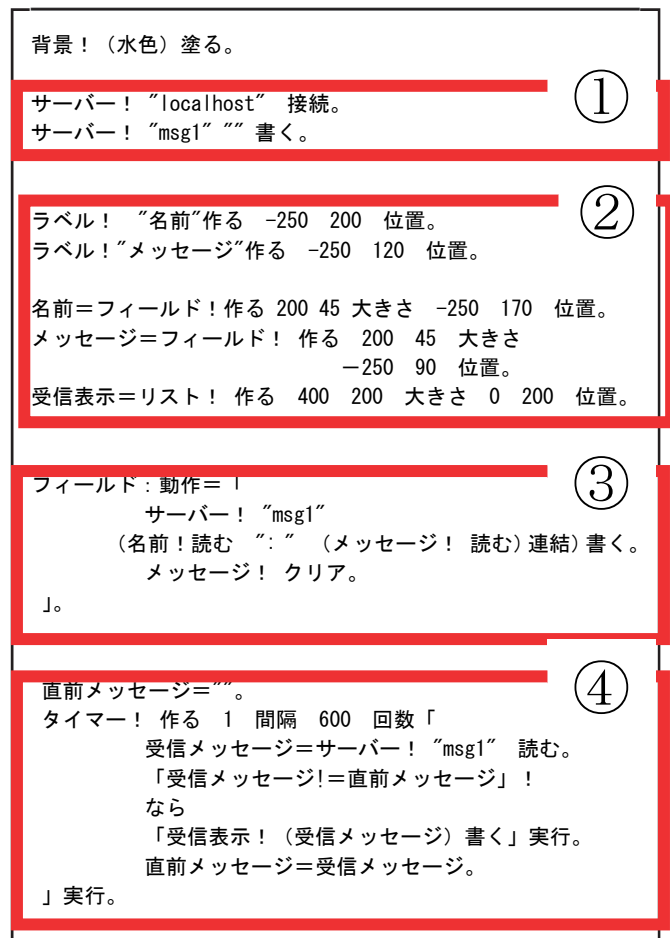 背景！（水色）塗る。
①
サーバー！ "localhost" 接続。
サーバー！ "msg1" "" 書く。
②
ラベル！ "名前"作る -250 200 位置。
ラベル！"メッセージ"作る -250 120 位置。
名前＝フィールド！作る 200 45 大きさ -250 170 位置。
メッセージ＝フィールド！ 作る 200 45 大きさ
－250 90 位置。
受信表示＝リスト！ 作る 400 200 大きさ 0 200 位置。
③
フィールド：動作＝「
サーバー！ "msg1"
（名前！読む ": " （メッセージ！ 読む）連結）書く。
メッセージ！ クリア。
」。
④
直前メッセージ=""。
タイマー！ 作る 1 間隔 600 回数「
受信メッセージ＝サーバー！ "msg1" 読む。
「受信メッセージ!＝直前メッセージ」！
なら
「受信表示！（受信メッセージ）書く」実行。
直前メッセージ＝受信メッセージ。
」実行。